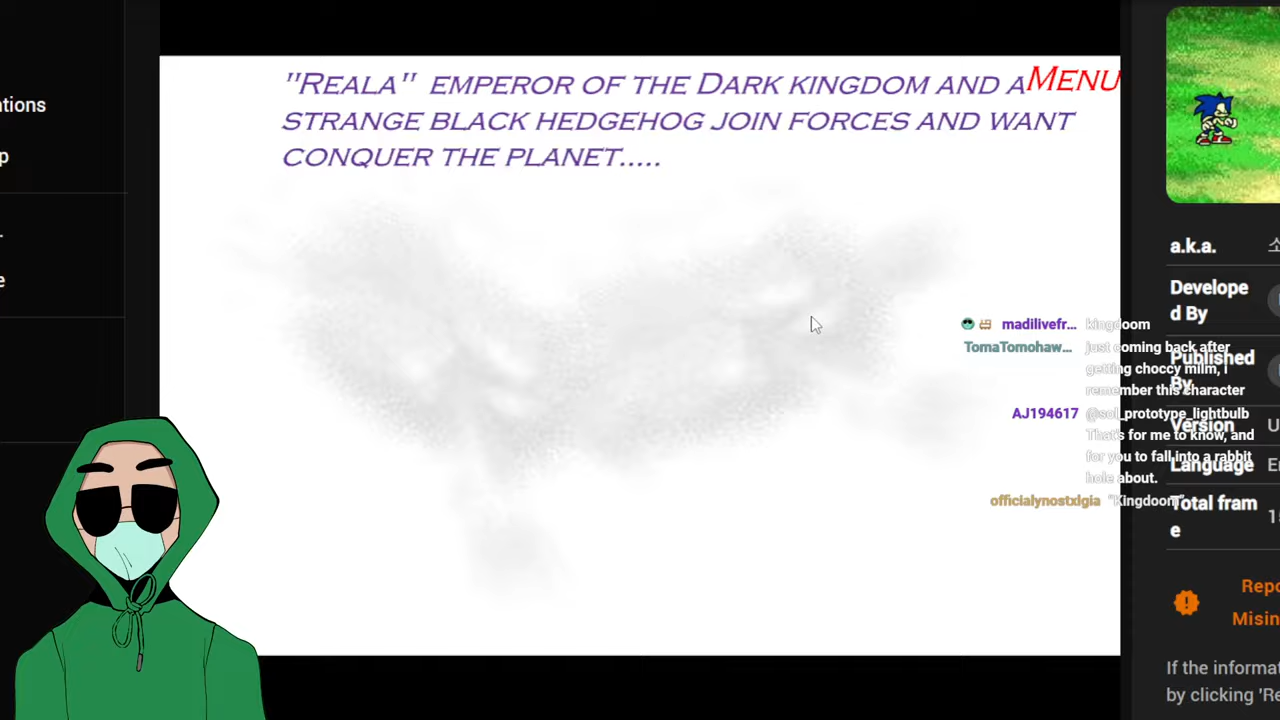 "Reala" emperor of the Dark kingdom and a
Menu
strange black hedgehog join forces and want
conquer the planet.....
ations
p
e
a.k.a.
Develope
d By
Published
By
Version U
Language
Total fram
e
madilivefr... kingdoom
TomaTomohaw... just coming back after
getting choccy milm, i
remember this character
AJ194617 @sol_prototype_lightbulb
That's for me to know, and
for you to fall into a rabbit
hole about.
officialynostxlgia "Kingdoom"
Repo
Misin
If the informat
by clicking 'Re